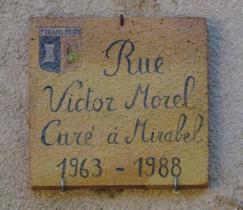 Rue
Victor Morel
Curé à Mirabel
1963 - 1988